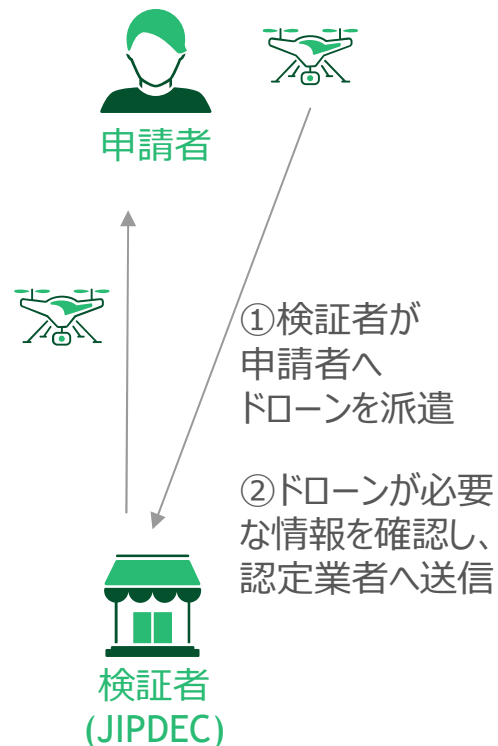 申請者
①検証者が
申請者へ
ドローンを派遣
②ドローンが必要
な情報を確認し、
認定業者へ送信
検証者
(JIPDEC)